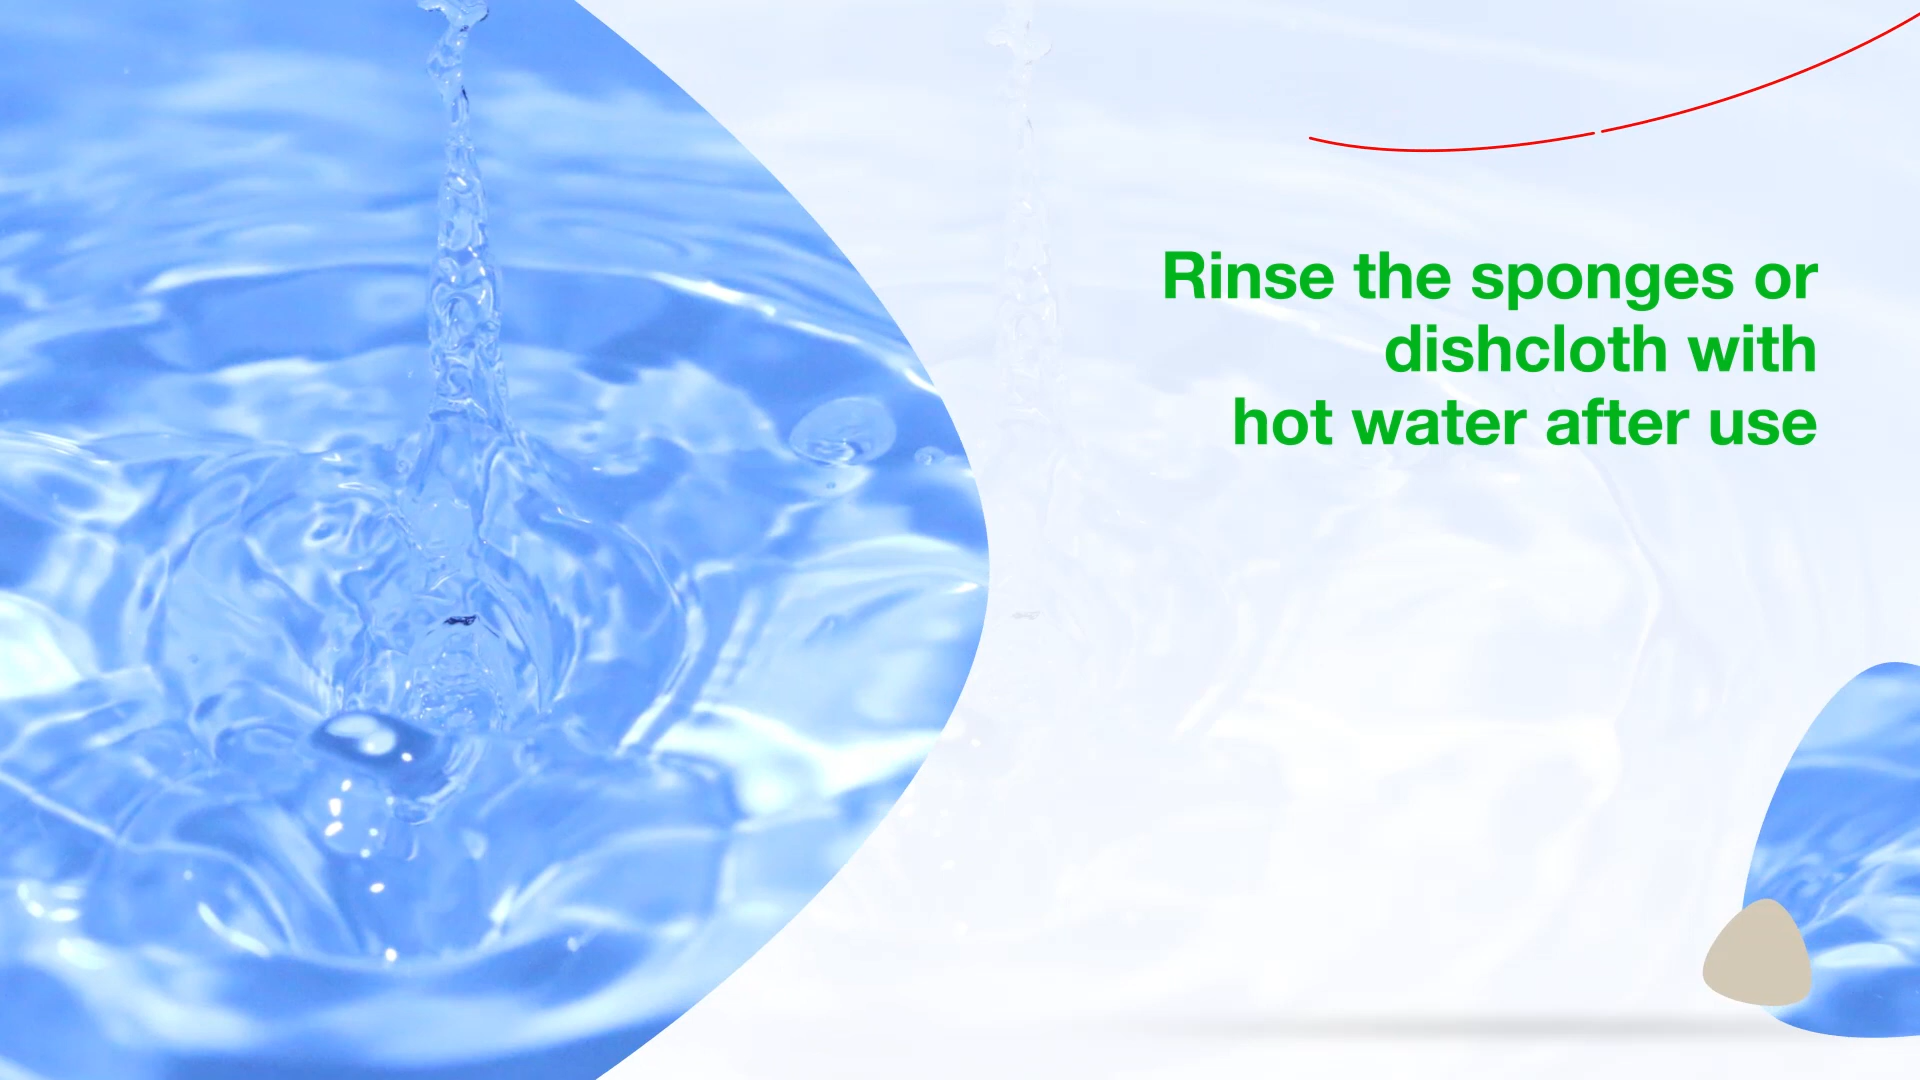 Rinse the sponges or
dishcloth with
hot water after use